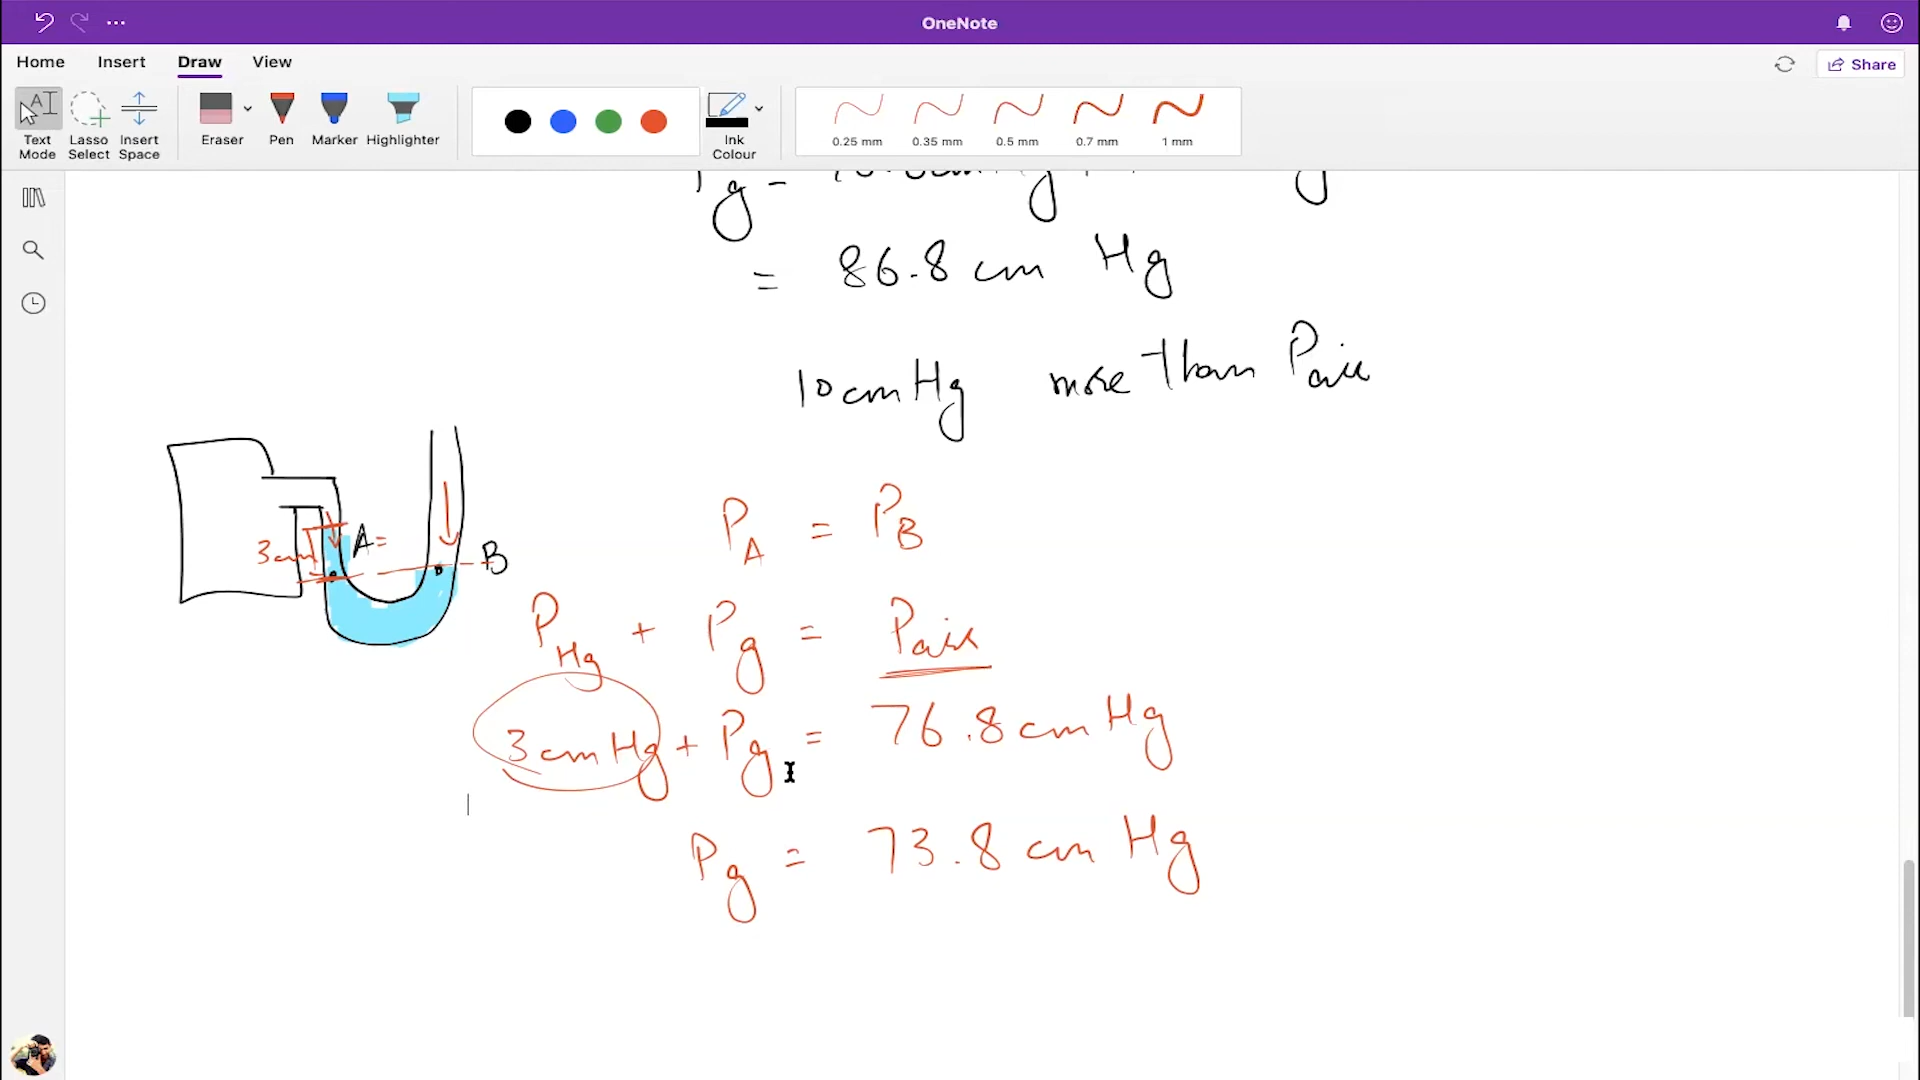 OneNote
Home Insert Draw View
Share
Text Mode
Lasso Select
Insert Space
Eraser
Pen
Marker
Highlighter
Ink Colour
0.25 mm 0.35 mm 0.5 mm 0.7 mm 1 mm
Pg =
= 86.8 cm Hg
10 cm Hg more than Pair
A =
3cm
B
PA = PB
PHg + Pg = Pair
3 cm Hg + Pg = 76.8 cm Hg
Pg = 73.8 cm Hg